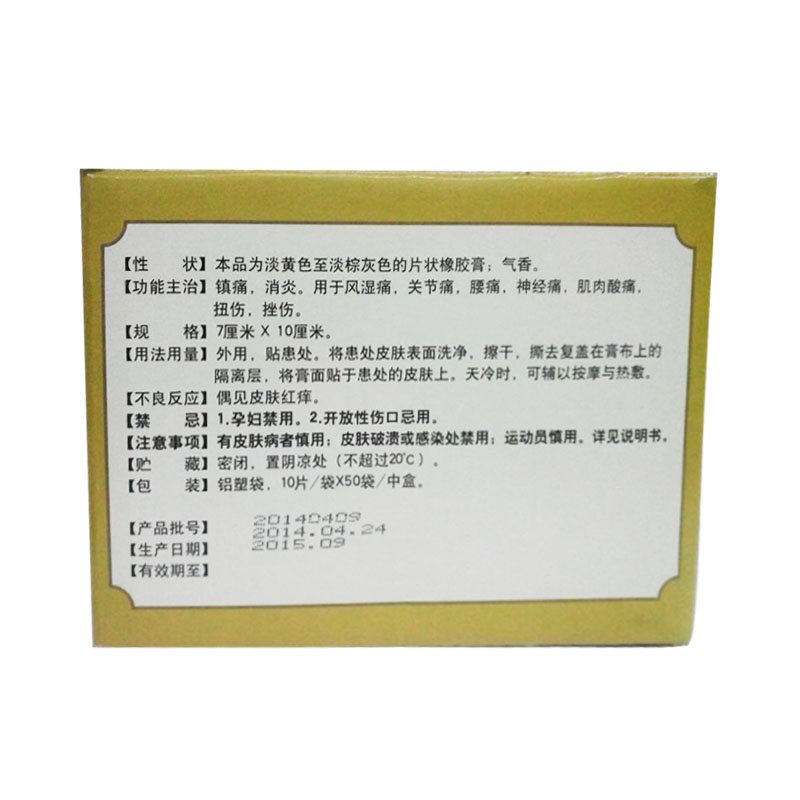 【性　　状】本品为淡黄色至淡棕灰色的片状橡胶膏；气香。
【功能主治】镇痛，消炎。用于风湿痛，关节痛，腰痛，神经痛，肌肉酸痛，
扭伤，挫伤。
【规　　格】7厘米 X 10厘米。
【用法用量】外用，贴患处。将患处皮肤表面洗净，擦干，撕去复盖在膏布上的
隔离层，将膏面贴于患处的皮肤上。天冷时，可辅以按摩与热敷。
【不良反应】偶见皮肤红痒。
【禁　　忌】1.孕妇禁用。2.开放性伤口忌用。
【注意事项】有皮肤病者慎用；皮肤破溃或感染处禁用；运动员慎用。详见说明书。
【贮　　藏】密闭，置阴凉处（不超过20℃）。
【包　　装】铝塑袋，10片/袋X50袋/中盒。
【产品批号】20140409
【生产日期】2014.04.24
【有效期至】2015.09